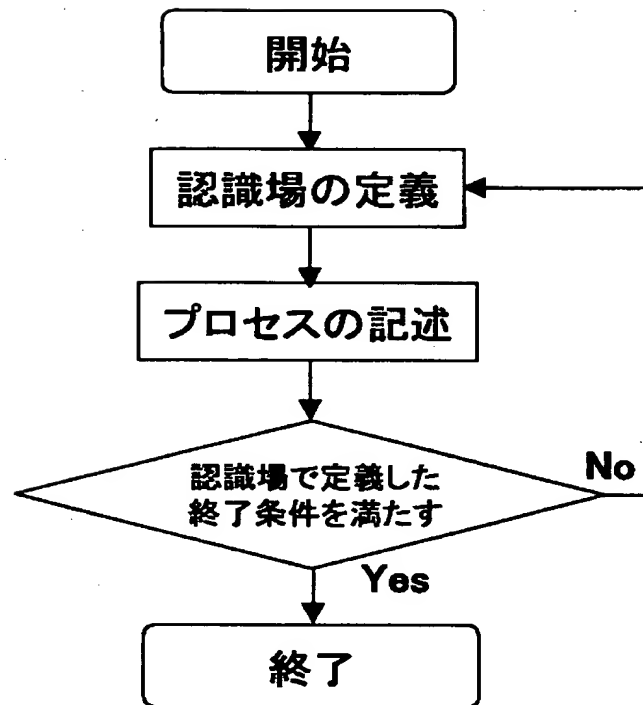 開始
認識場の定義
プロセスの記述
認識場で定義した
終了条件を満たす
No
Yes
終了